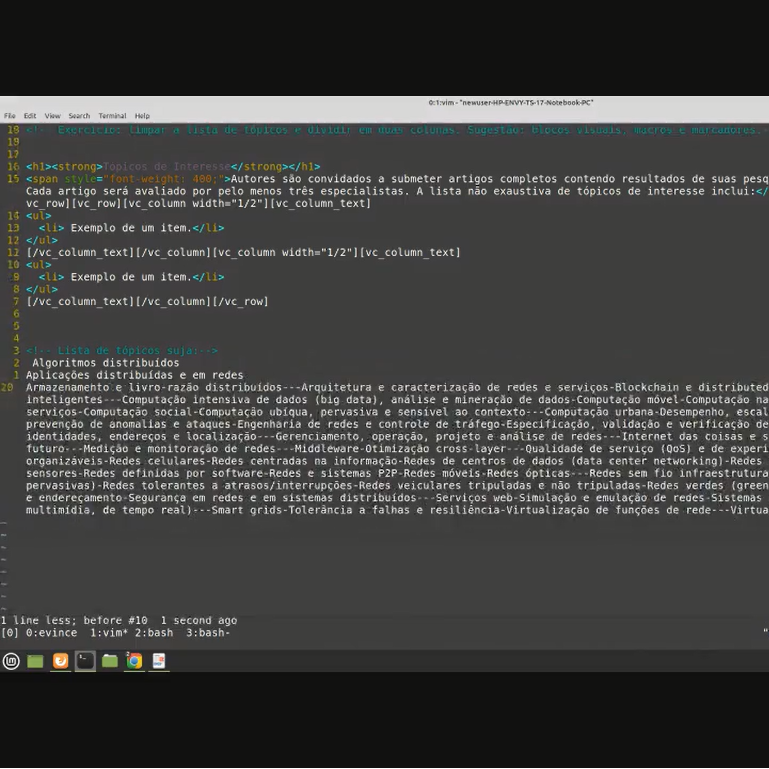 0:1:vim - "newuser-HP-ENVY-TS-17-Notebook-PC"
File Edit View Search Terminal Help
18 <!-- Exercício: limpar a lista de tópicos e dividir em duas colunas. Sugestão: blocos visuais, macros e marcadores.-
19
17
16 <h1><strong>Tópicos de Interesse</strong></h1>
15 <span style="font-weight: 400;">Autores são convidados a submeter artigos completos contendo resultados de suas pesq
Cada artigo será avaliado por pelo menos três especialistas. A lista não exaustiva de tópicos de interesse inclui:</
vc_row][vc_row][vc_column width="1/2"][vc_column_text]
14 <ul>
13 <li> Exemplo de um item.</li>
12 </ul>
11 [/vc_column_text][/vc_column][vc_column width="1/2"][vc_column_text]
10 <ul>
9 <li> Exemplo de um item.</li>
8 </ul>
7 [/vc_column_text][/vc_column][/vc_row]
6
5
4
3 <!-- Lista de tópicos suja:-->
2 Algoritmos distribuídos
1 Aplicações distribuídas e em redes
20 Armazenamento e livro-razão distribuídos---Arquitetura e caracterização de redes e serviços-Blockchain e distributed
inteligentes---Computação intensiva de dados (big data), análise e mineração de dados-Computação móvel-Computação na
serviços-Computação social-Computação ubíqua, pervasiva e sensível ao contexto---Computação urbana-Desempenho, escal
prevenção de anomalias e ataques-Engenharia de redes e controle de tráfego-Especificação, validação e verificação de
identidades, endereços e localização---Gerenciamento, operação, projeto e análise de redes---Internet das coisas e s
futuro---Medição e monitoração de redes---Middleware-Otimização cross-layer---Qualidade de serviço (QoS) e de experi
organizáveis-Redes celulares-Redes centradas na informação-Redes de centros de dados (data center networking)-Redes
sensores-Redes definidas por software-Redes e sistemas P2P-Redes móveis-Redes ópticas---Redes sem fio infraestrutura
pervasivas)-Redes tolerantes a atrasos/interrupções-Redes veiculares tripuladas e não tripuladas-Redes verdes (green
e endereçamento-Segurança em redes e em sistemas distribuídos---Serviços web-Simulação e emulação de redes-Sistemas
multimídia, de tempo real)---Smart grids-Tolerância a falhas e resiliência-Virtualização de funções de rede---Virtua
~
~
~
~
~
~
~
~
1 line less; before #10 1 second ago
[0] 0:evince 1:vim* 2:bash 3:bash- "